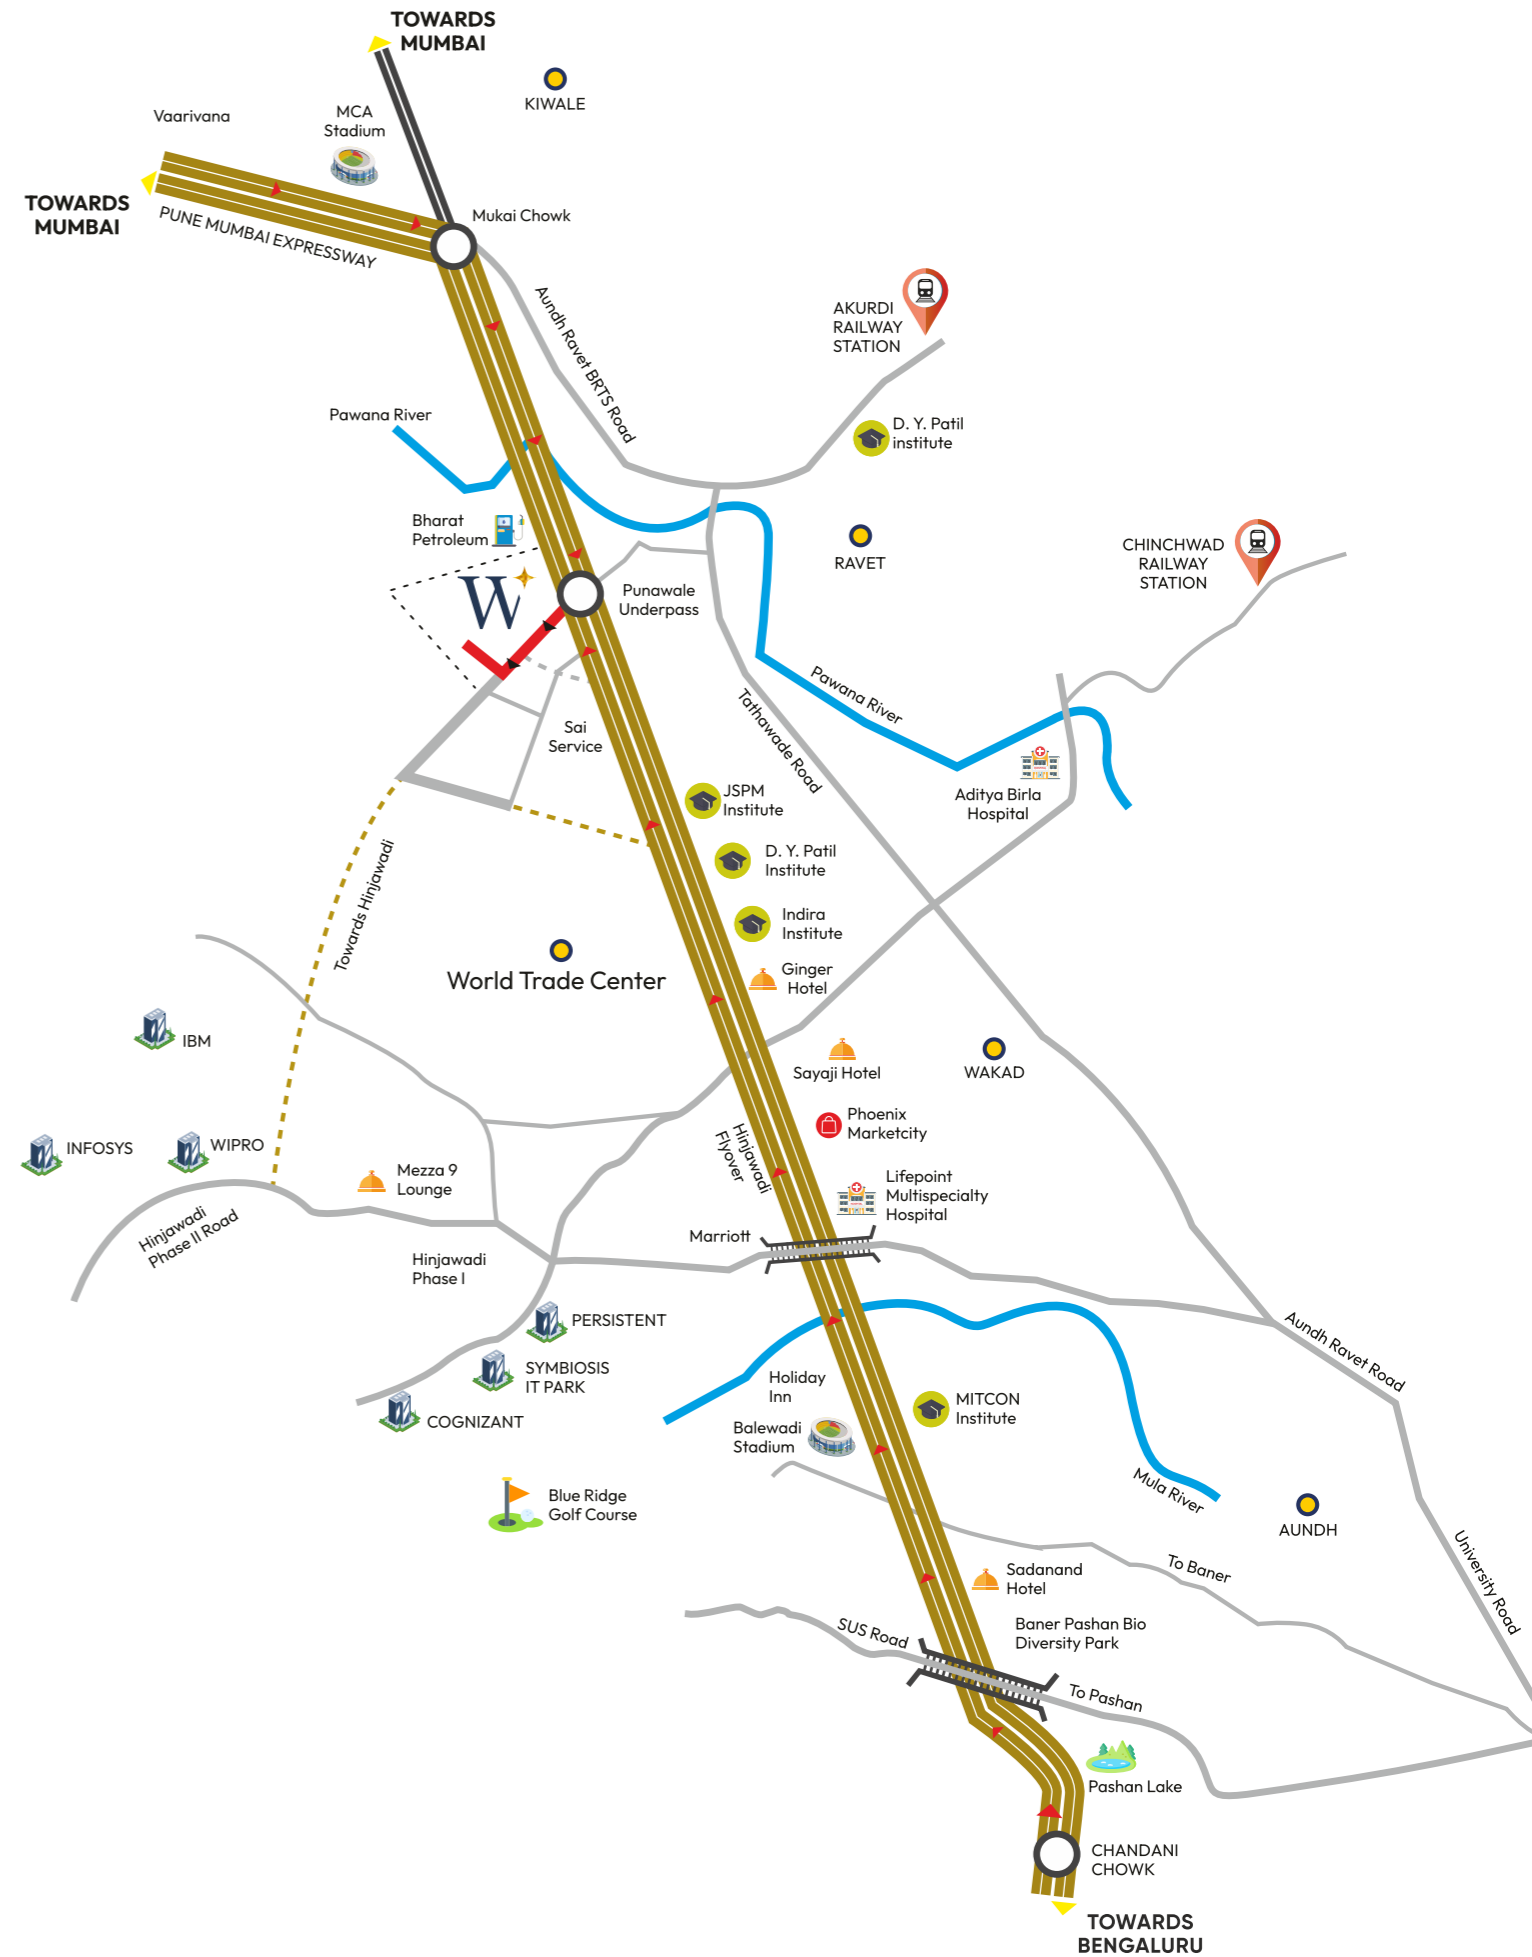 TOWARDS
MUMBAI
KIWALE
Vaarivana
MCA
Stadium
TOWARDS
MUMBAI
PUNE MUMBAI EXPRESSWAY
Mukai Chowk
Aundh Ravet BRTS Road
AKURDI
RAILWAY
STATION
Pawana River
D. Y. Patil
institute
Bharat
Petroleum
W
RAVET
CHINCHWAD
RAILWAY
STATION
Punawale
Underpass
Pawana River
Tathawade Road
Sai
Service
JSPM
Institute
Aditya Birla
Hospital
D. Y. Patil
Institute
Towards Hinjawadi
Indira
Institute
World Trade Center
Ginger
Hotel
IBM
Sayaji Hotel
WAKAD
Phoenix
Marketcity
INFOSYS
WIPRO
Hinjawadi
Flyover
Mezza 9
Lounge
Lifepoint
Multispecialty
Hospital
Hinjawadi
Phase II Road
Marriott
Hinjawadi
Phase I
PERSISTENT
Aundh Ravet Road
SYMBIOSIS
IT PARK
Holiday
Inn
COGNIZANT
MITCON
Institute
Balewadi
Stadium
Mula River
Blue Ridge
Golf Course
AUNDH
University Road
To Baner
Sadanand
Hotel
SUS Road
Baner Pashan Bio
Diversity Park
To Pashan
Pashan Lake
CHANDANI
CHOWK
TOWARDS
BENGALURU